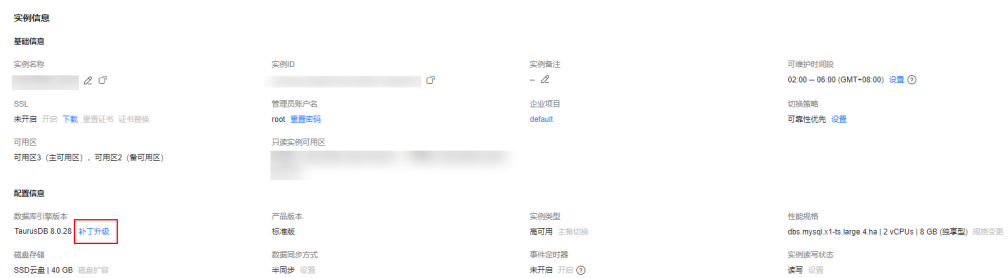 实例信息
基础信息
实例名称 实例ID 实例备注 可维护时间段
-- 02:00 — 06:00 (GMT+08:00) 设置
SSL 管理员账户名 企业项目 切换策略
未开启 开启 下载 重置证书 证书替换 root 重置密码 default 可靠性优先 设置
可用区 只读实例可用区
可用区3（主可用区），可用区2（备可用区）
配置信息
数据库引擎版本 产品版本 实例类型 性能规格
TaurusDB 8.0.28 补丁升级 标准版 高可用 主备切换 dbs.mysql.x1-ts.large.4.ha | 2 vCPUs | 8 GB (独享型) 规格变更
磁盘存储 数据同步方式 事件定时器 实例读写状态
SSD云盘 | 40 GB 磁盘扩容 半同步 设置 未开启 开启 读写 设置